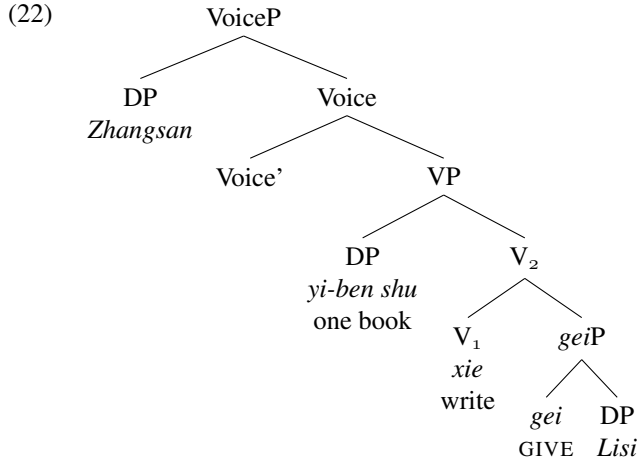 (22) VoiceP
DP Voice
Zhangsan
Voice’ VP
DP V₂
yi-ben shu
one book V₁ geiP
xie
write gei DP
GIVE Lisi